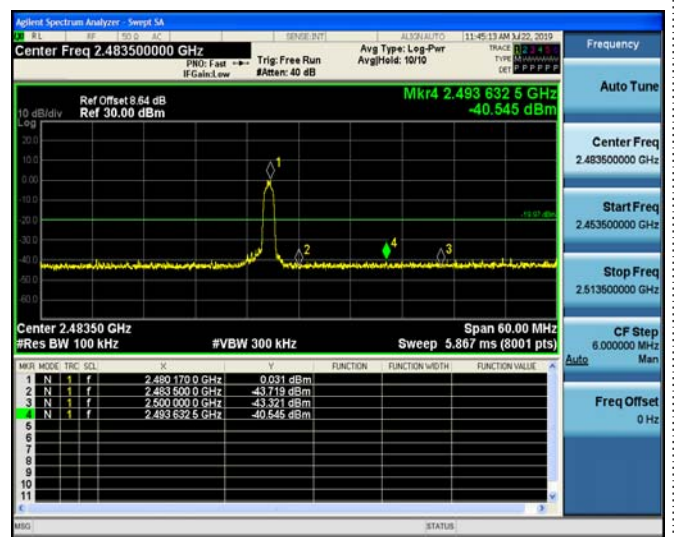 Agilent Spectrum Analyzer - Swept SA
RL RF 50 Ω AC SENSE:INT ALIGNAUTO 11:45:13 AM Jul 22, 2019
Center Freq 2.483500000 GHz
PNO: Fast
IFGain:Low
Trig: Free Run
#Atten: 40 dB
Avg Type: Log-Pwr
Avg|Hold: 10/10
TRACE 1 2 3 4 5 6
TYPE
DET P P P P P P
Ref Offset 8.64 dB
Ref 30.00 dBm
10 dB/div
Log
Mkr4 2.493 632 5 GHz
-40.545 dBm
20.0
10.0
0.00
-10.0
-20.0
-30.0
-40.0
-50.0
-60.0
1
2
4
3
-19.97 dBm
Center 2.48350 GHz
Span 60.00 MHz
#Res BW 100 kHz
#VBW 300 kHz
Sweep 5.867 ms (8001 pts)
MKR MODE TRC SCL X Y FUNCTION FUNCTION WIDTH FUNCTION VALUE
1 N 1 f 2.480 170 0 GHz 0.031 dBm
2 N 1 f 2.483 500 0 GHz -43.719 dBm
3 N 1 f 2.500 000 0 GHz -43.321 dBm
4 N 1 f 2.493 632 5 GHz -40.545 dBm
5
6
7
8
9
10
11
MSG
STATUS
Frequency
Auto Tune
Center Freq
2.483500000 GHz
Start Freq
2.453500000 GHz
Stop Freq
2.513500000 GHz
CF Step
6.000000 MHz
Auto Man
Freq Offset
0 Hz